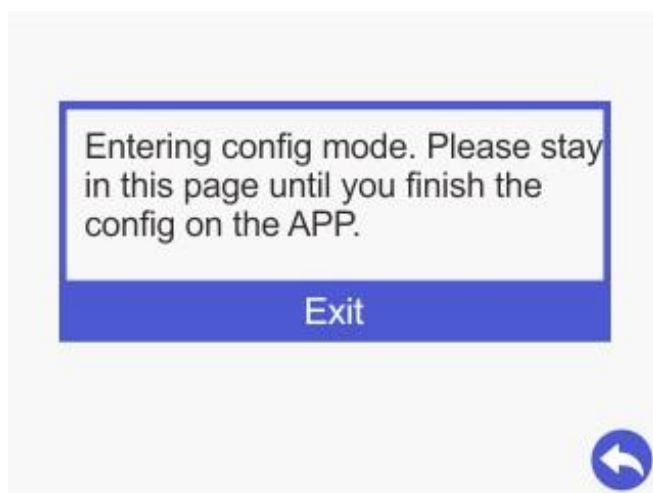 Entering config mode. Please stay
in this page until you finish the
config on the APP.
Exit